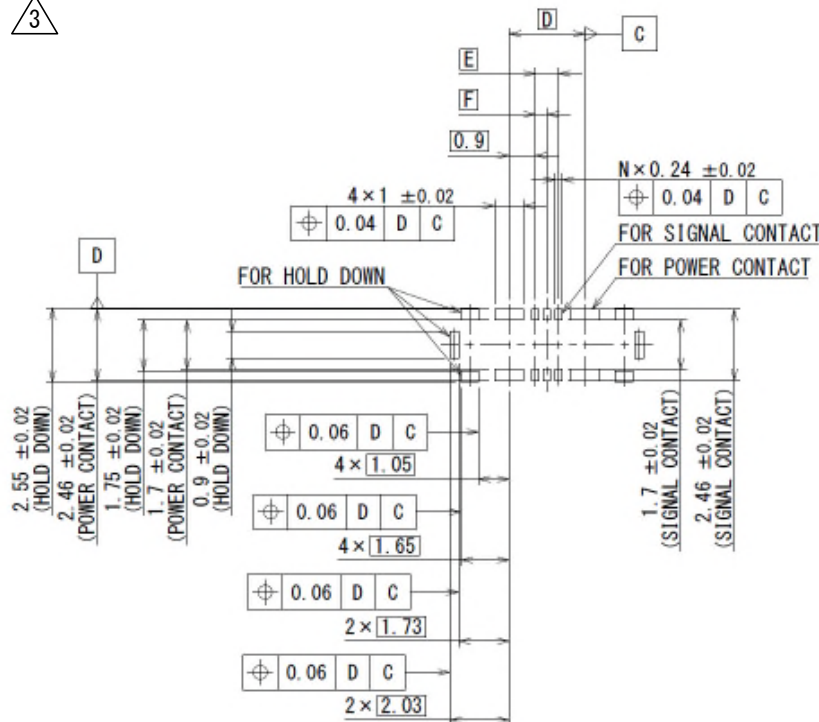 3
D
C
E
F
0.9
N×0.24 ±0.02
⌖ 0.04 D C
4×1 ±0.02
⌖ 0.04 D C
FOR SIGNAL CONTACT
FOR POWER CONTACT
D
FOR HOLD DOWN
2.55 ±0.02
(HOLD DOWN)
2.46 ±0.02
(POWER CONTACT)
1.75 ±0.02
(HOLD DOWN)
1.7 ±0.02
(POWER CONTACT)
0.9 ±0.02
(HOLD DOWN)
⌖ 0.06 D C
4×1.05
⌖ 0.06 D C
4×1.65
⌖ 0.06 D C
2×1.73
⌖ 0.06 D C
2×2.03
1.7 ±0.02
(SIGNAL CONTACT)
2.46 ±0.02
(SIGNAL CONTACT)